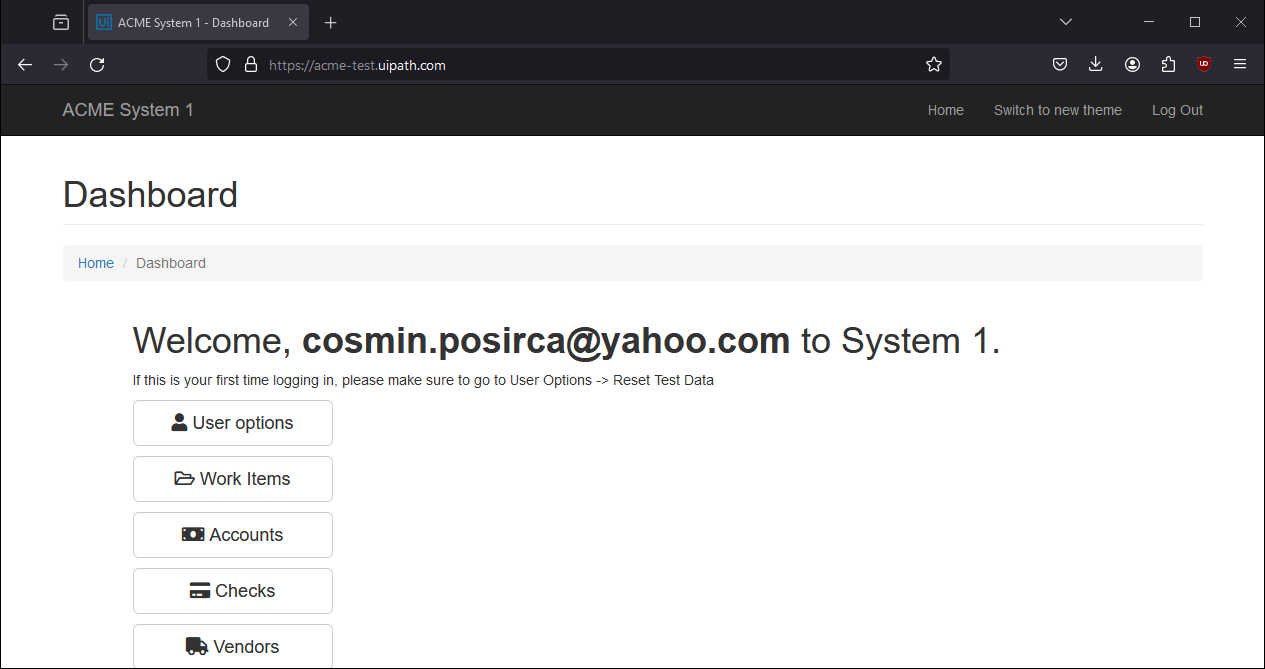 ACME System 1 - Dashboard
https://acme-test.uipath.com
ACME System 1 Home Switch to new theme Log Out
Dashboard
Home / Dashboard
Welcome, cosmin.posirca@yahoo.com to System 1.
If this is your first time logging in, please make sure to go to User Options -> Reset Test Data
User options
Work Items
Accounts
Checks
Vendors